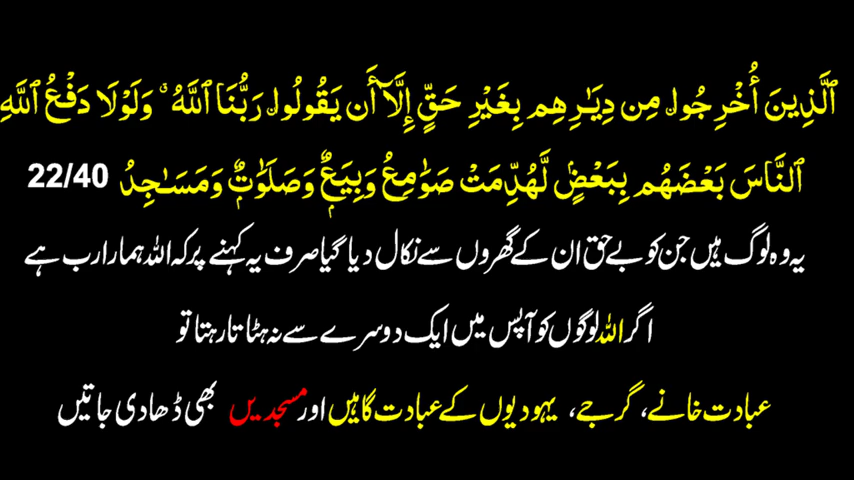 ٱلَّذِينَ أُخْرِجُوا۟ مِن دِيَـٰرِهِم بِغَيْرِ حَقٍّ إِلَّآ أَن يَقُولُوا۟ رَبُّنَا ٱللَّهُ ۗ وَلَوْلَا دَفْعُ ٱللَّهِ
ٱلنَّاسَ بَعْضَهُم بِبَعْضٍ لَّهُدِّمَتْ صَوَٰمِعُ وَبِيَعٌ وَصَلَوَٰتٌ وَمَسَـٰجِدُ 22/40
یہ وہ لوگ ہیں جن کو بے حق ان کے گھروں سے نکال دیا گیا صرف یہ کہنے پر کہ اللہ ہمارا رب ہے
اگر اللہ لوگوں کو آپس میں ایک دوسرے سے نہ ہٹاتا رہتا تو
عبادت خانے، گرجے، یہودیوں کے عبادت گاہیں اور مسجدیں بھی ڈھادی جاتیں